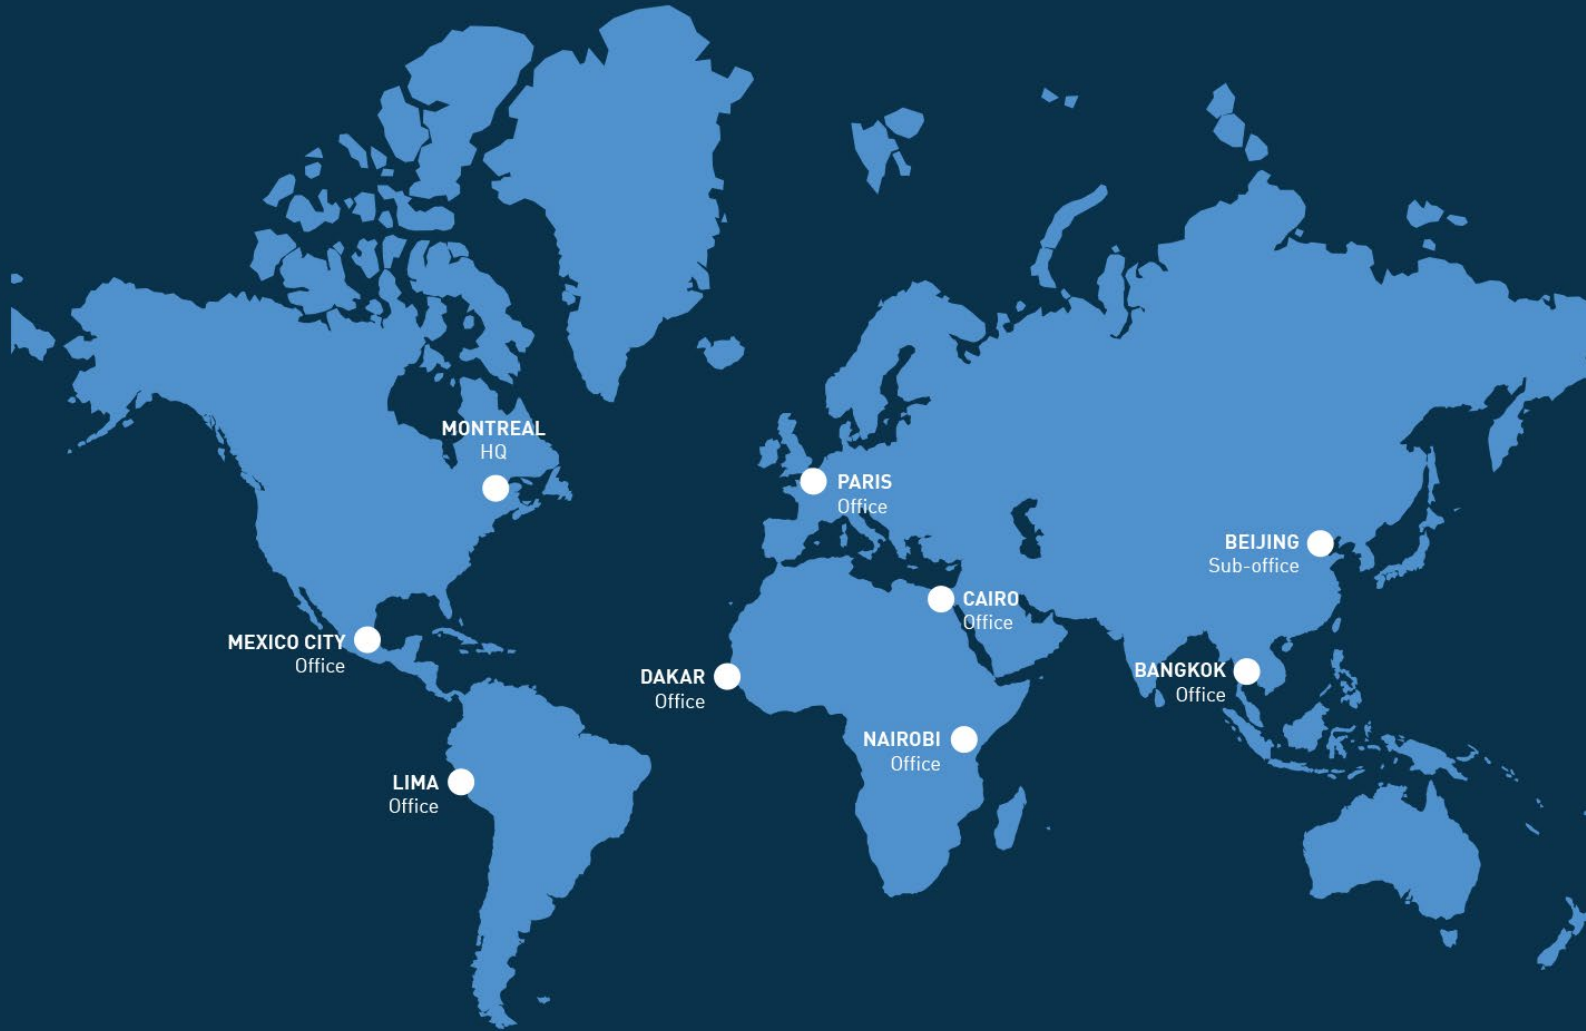 MONTREAL
HQ
PARIS
Office
BEIJING
Sub-office
CAIRO
Office
MEXICO CITY
Office
DAKAR
Office
BANGKOK
Office
NAIROBI
Office
LIMA
Office